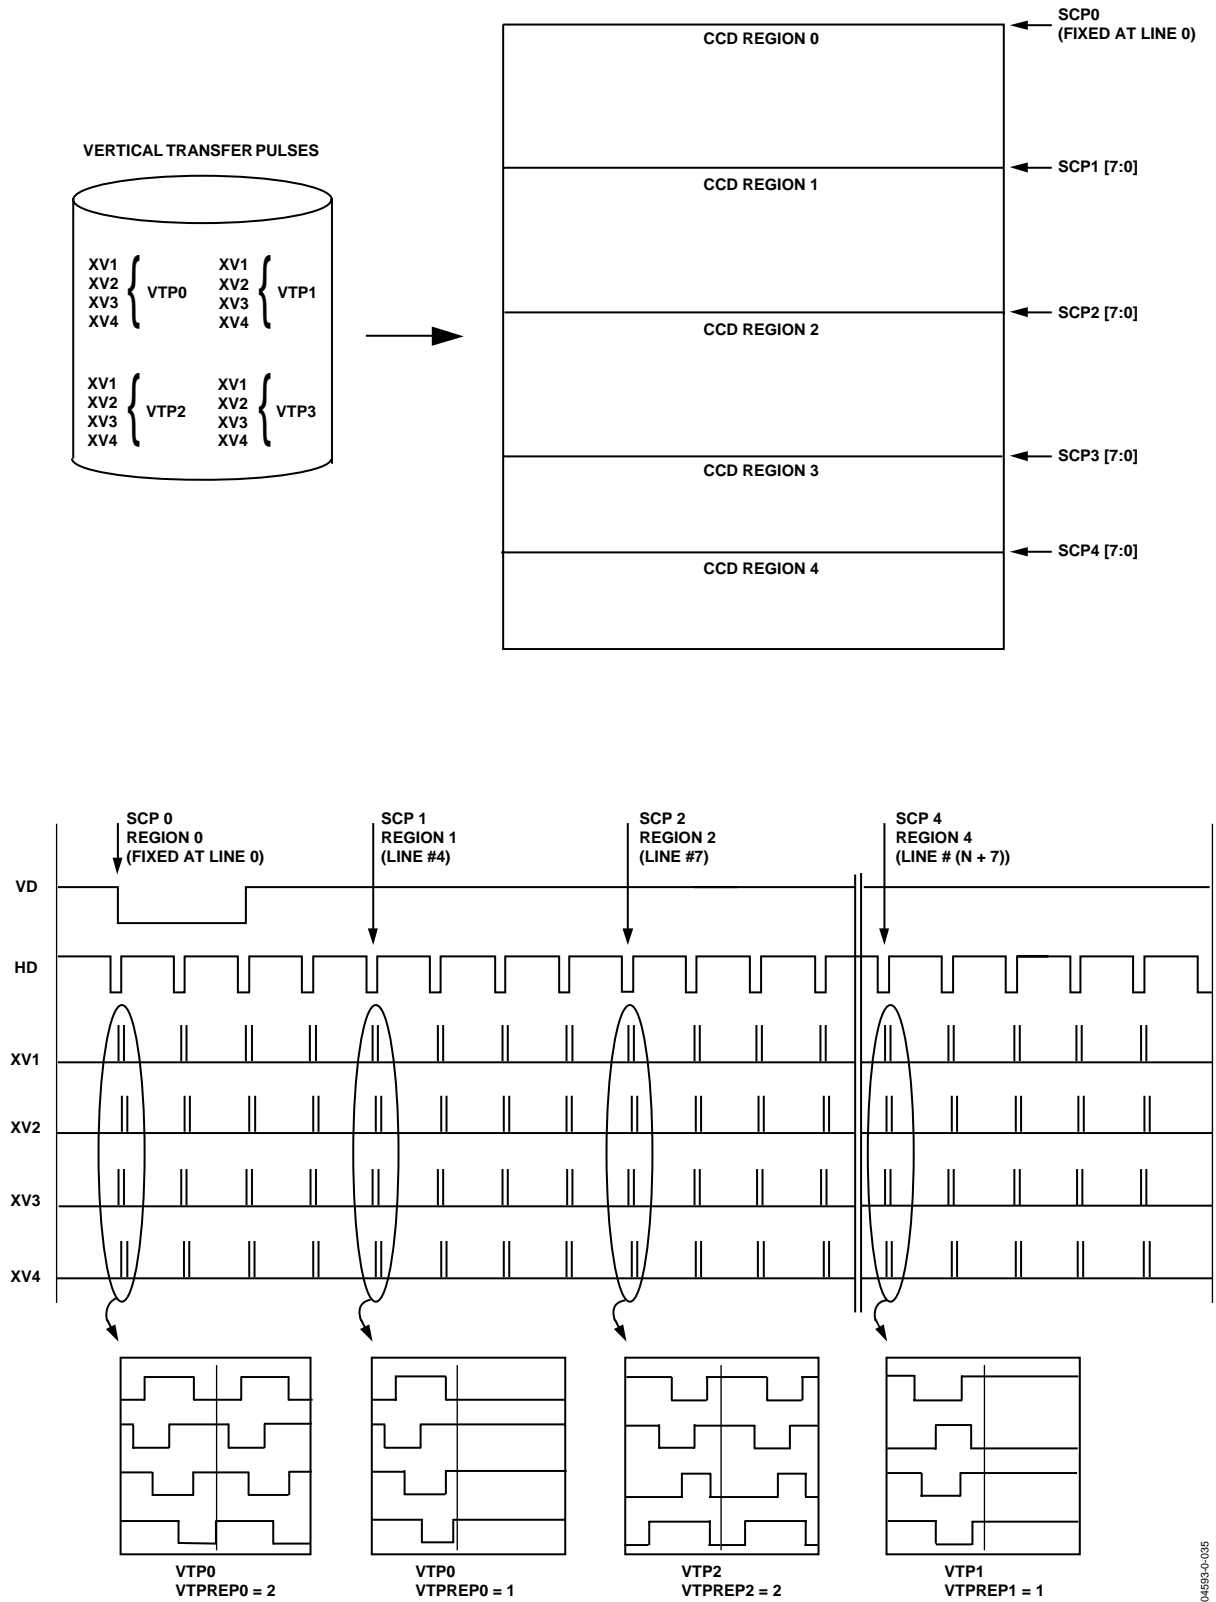 SCP0
(FIXED AT LINE 0)
CCD REGION 0
VERTICAL TRANSFER PULSES
SCP1 [7:0]
CCD REGION 1
XV1
XV2
XV3
XV4
VTP0
XV1
XV2
XV3
XV4
VTP1
SCP2 [7:0]
CCD REGION 2
XV1
XV2
XV3
XV4
VTP2
XV1
XV2
XV3
XV4
VTP3
SCP3 [7:0]
CCD REGION 3
SCP4 [7:0]
CCD REGION 4
SCP 0
REGION 0
(FIXED AT LINE 0)
SCP 1
REGION 1
(LINE #4)
SCP 2
REGION 2
(LINE #7)
SCP 4
REGION 4
(LINE # (N + 7))
VD
HD
XV1
XV2
XV3
XV4
VTP0
VTPREP0 = 2
VTP0
VTPREP0 = 1
VTP2
VTPREP2 = 2
VTP1
VTPREP1 = 1
04593-0-035